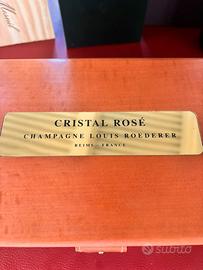 CRISTAL ROSÉ
CHAMPAGNE LOUIS ROEDERER
REIMS - FRANCE
subito